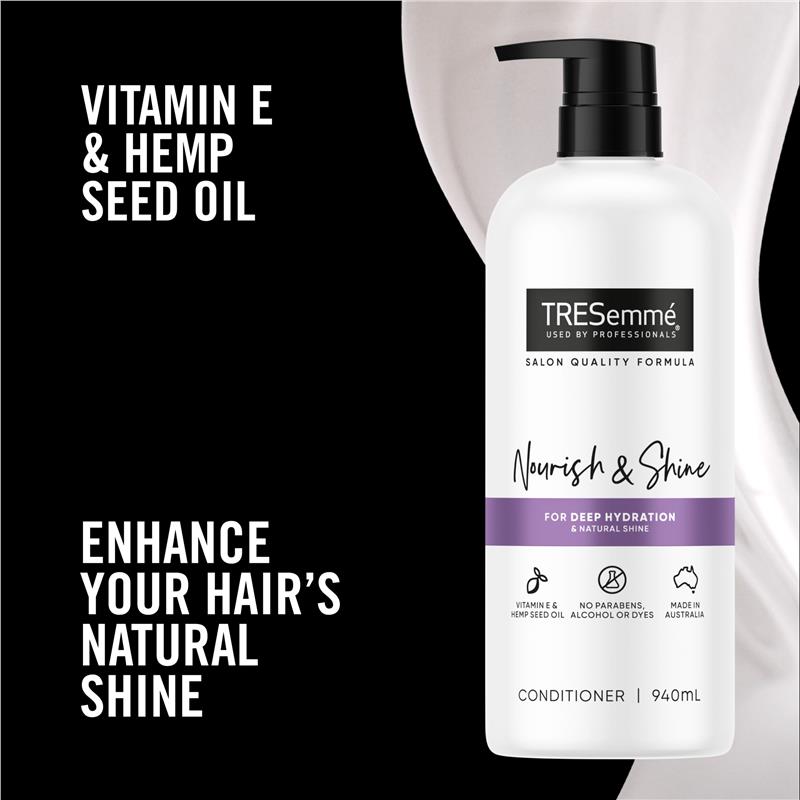 VITAMIN E
& HEMP
SEED OIL
ENHANCE
YOUR HAIR'S
NATURAL
SHINE
TRESemmé®
USED BY PROFESSIONALS
SALON QUALITY FORMULA
Nourish & Shine
FOR DEEP HYDRATION
& NATURAL SHINE
VITAMIN E &
HEMP SEED OIL
NO PARABENS,
ALCOHOL OR DYES
MADE IN
AUSTRALIA
CONDITIONER | 940mL